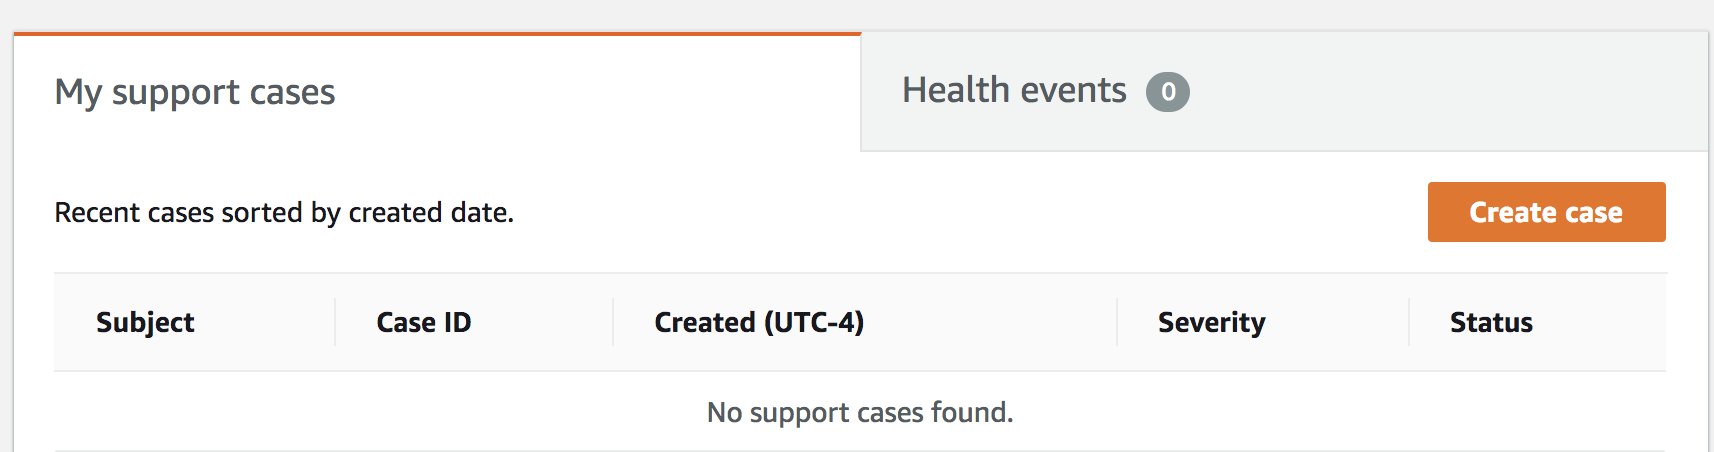 My support cases
Health events 0
Recent cases sorted by created date.
Create case
Subject Case ID Created (UTC-4) Severity Status
No support cases found.